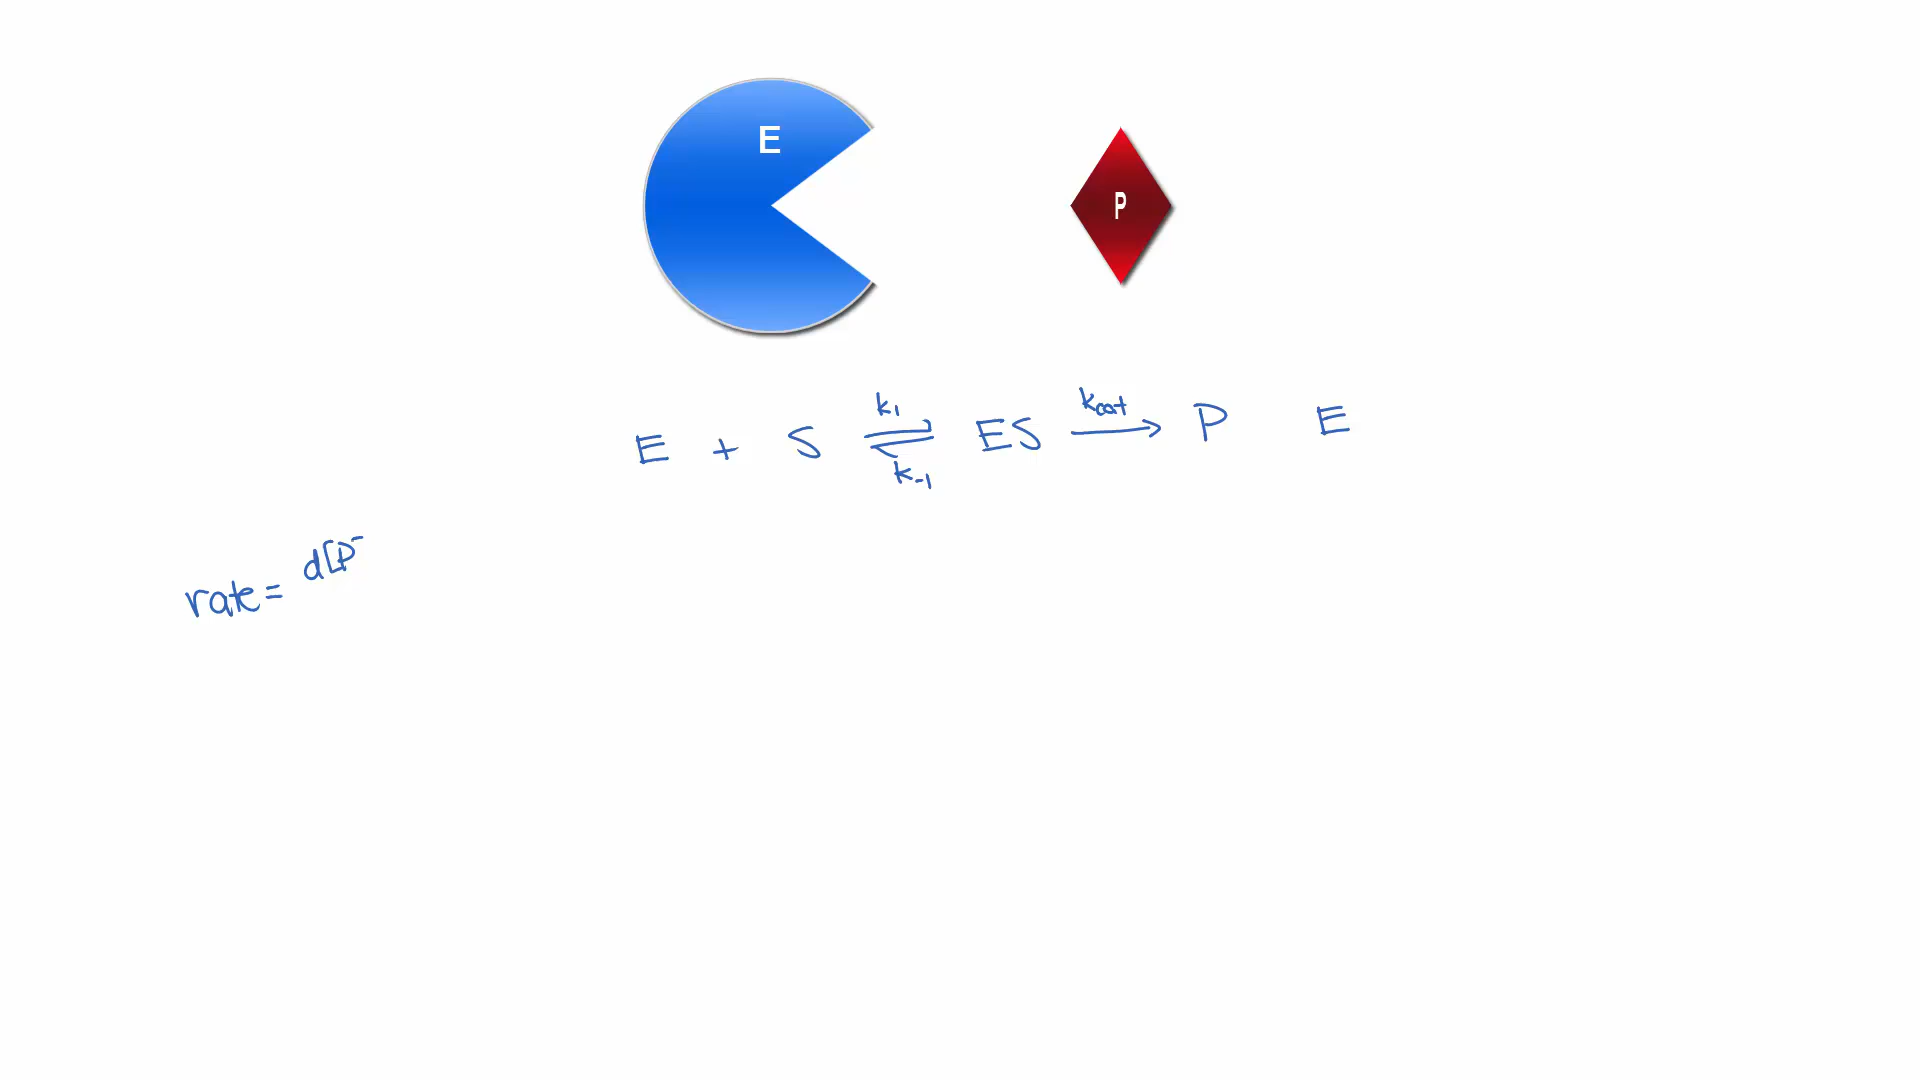 E
P
k1
kcat
E + S ⇌ ES → P E
k-1
rate = d[P